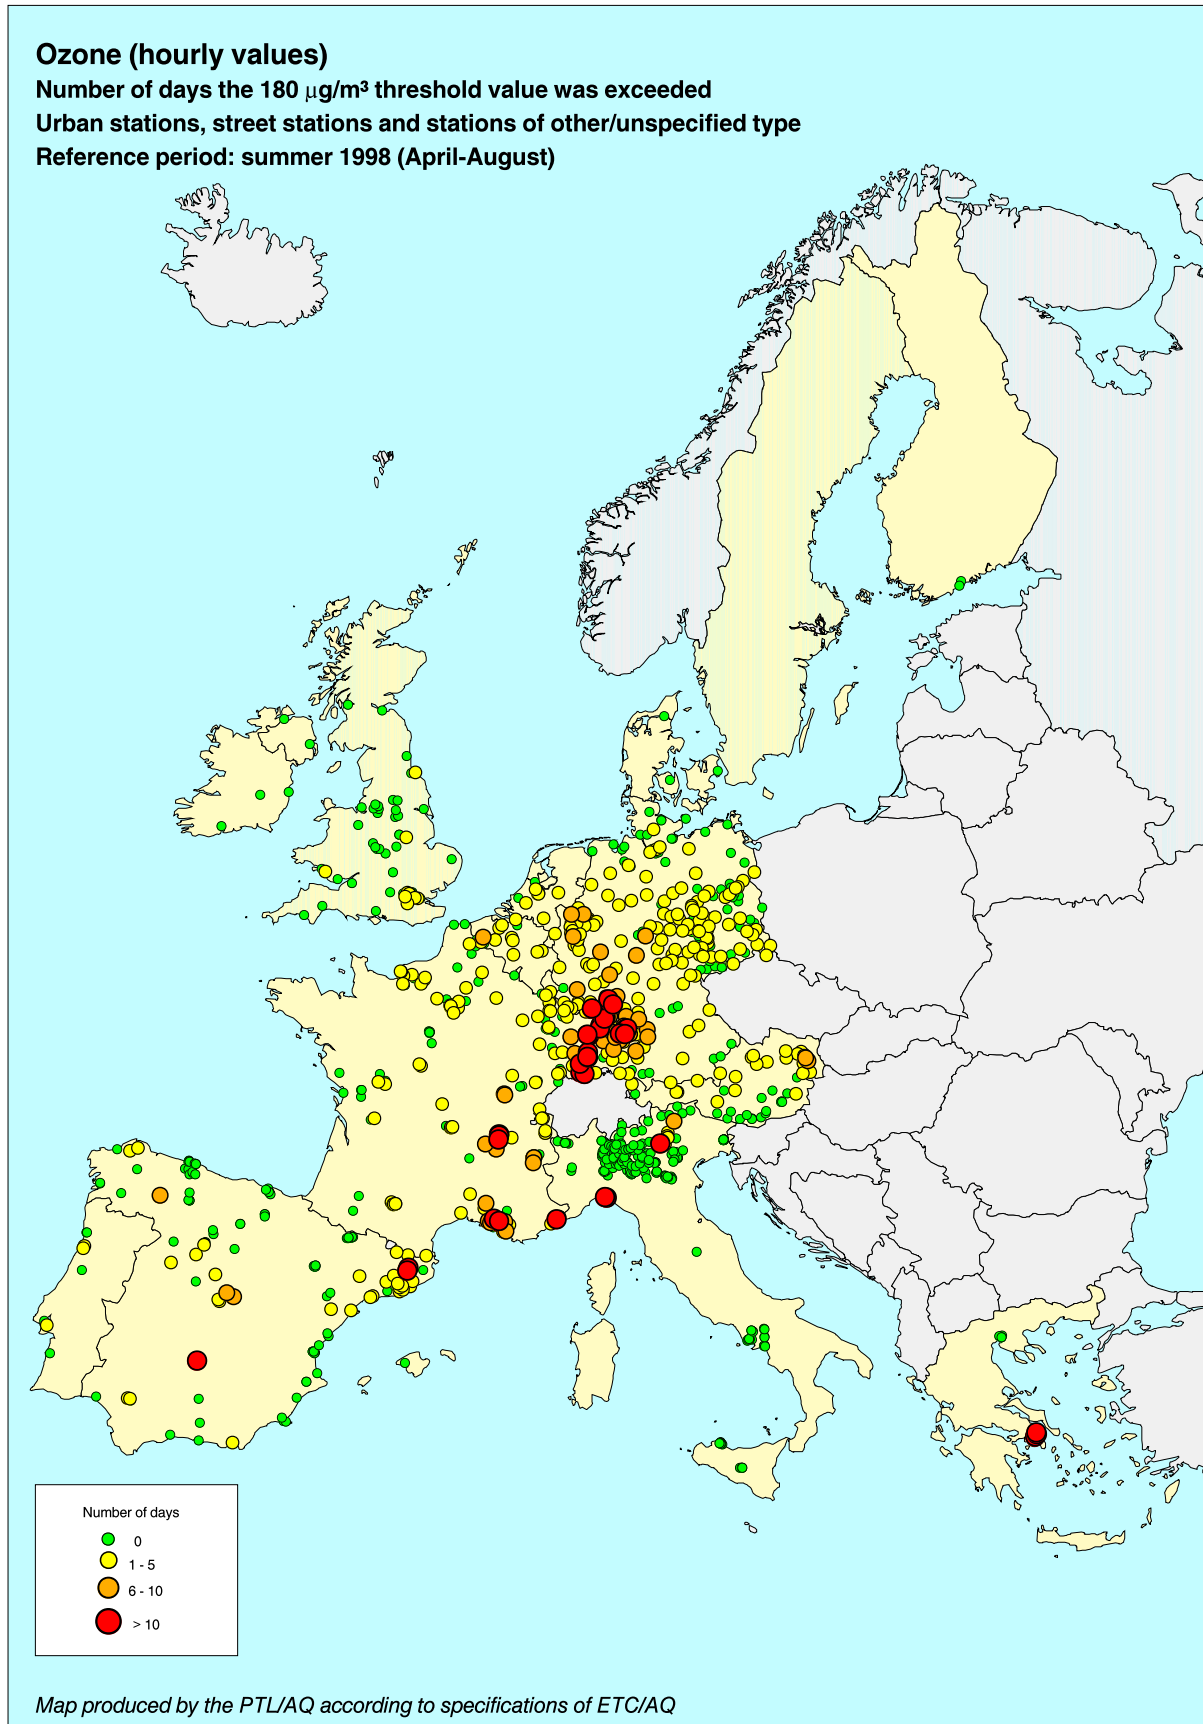 Ozone (hourly values)
Number of days the 180 μg/m³ threshold value was exceeded
Urban stations, street stations and stations of other/unspecified type
Reference period: summer 1998 (April-August)
Number of days
0
1 - 5
6 - 10
> 10
Map produced by the PTL/AQ according to specifications of ETC/AQ